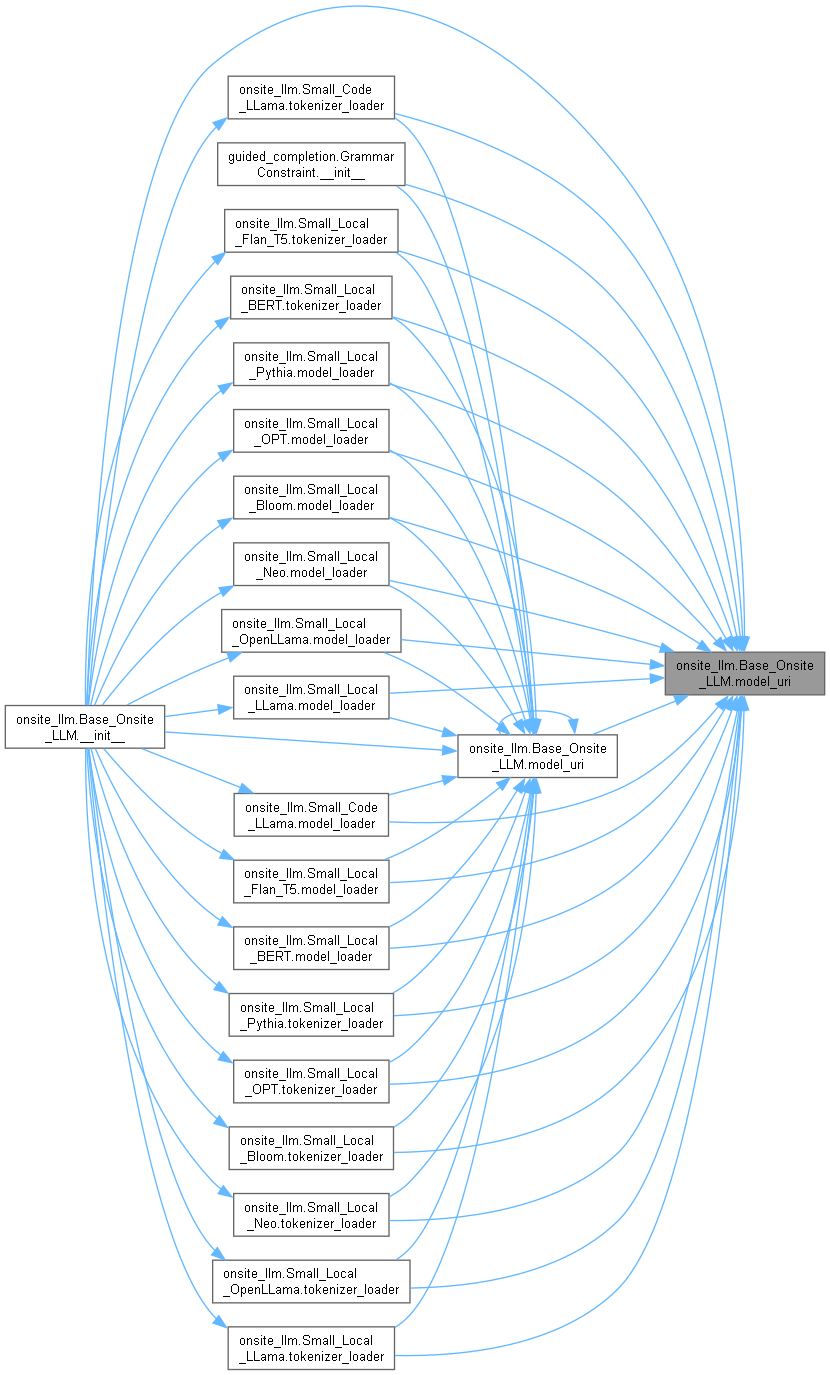 onsite_llm.Small_Code
_LLama.tokenizer_loader
guided_completion.Grammar
Constraint.__init__
onsite_llm.Small_Local
_Flan_T5.tokenizer_loader
onsite_llm.Small_Local
_BERT.tokenizer_loader
onsite_llm.Small_Local
_Pythia.model_loader
onsite_llm.Small_Local
_OPT.model_loader
onsite_llm.Small_Local
_Bloom.model_loader
onsite_llm.Small_Local
_Neo.model_loader
onsite_llm.Small_Local
_OpenLLama.model_loader
onsite_llm.Base_Onsite
_LLM.model_uri
onsite_llm.Small_Local
_LLama.model_loader
onsite_llm.Base_Onsite
_LLM.__init__
onsite_llm.Base_Onsite
_LLM.model_uri
onsite_llm.Small_Code
_LLama.model_loader
onsite_llm.Small_Local
_Flan_T5.model_loader
onsite_llm.Small_Local
_BERT.model_loader
onsite_llm.Small_Local
_Pythia.tokenizer_loader
onsite_llm.Small_Local
_OPT.tokenizer_loader
onsite_llm.Small_Local
_Bloom.tokenizer_loader
onsite_llm.Small_Local
_Neo.tokenizer_loader
onsite_llm.Small_Local
_OpenLLama.tokenizer_loader
onsite_llm.Small_Local
_LLama.tokenizer_loader